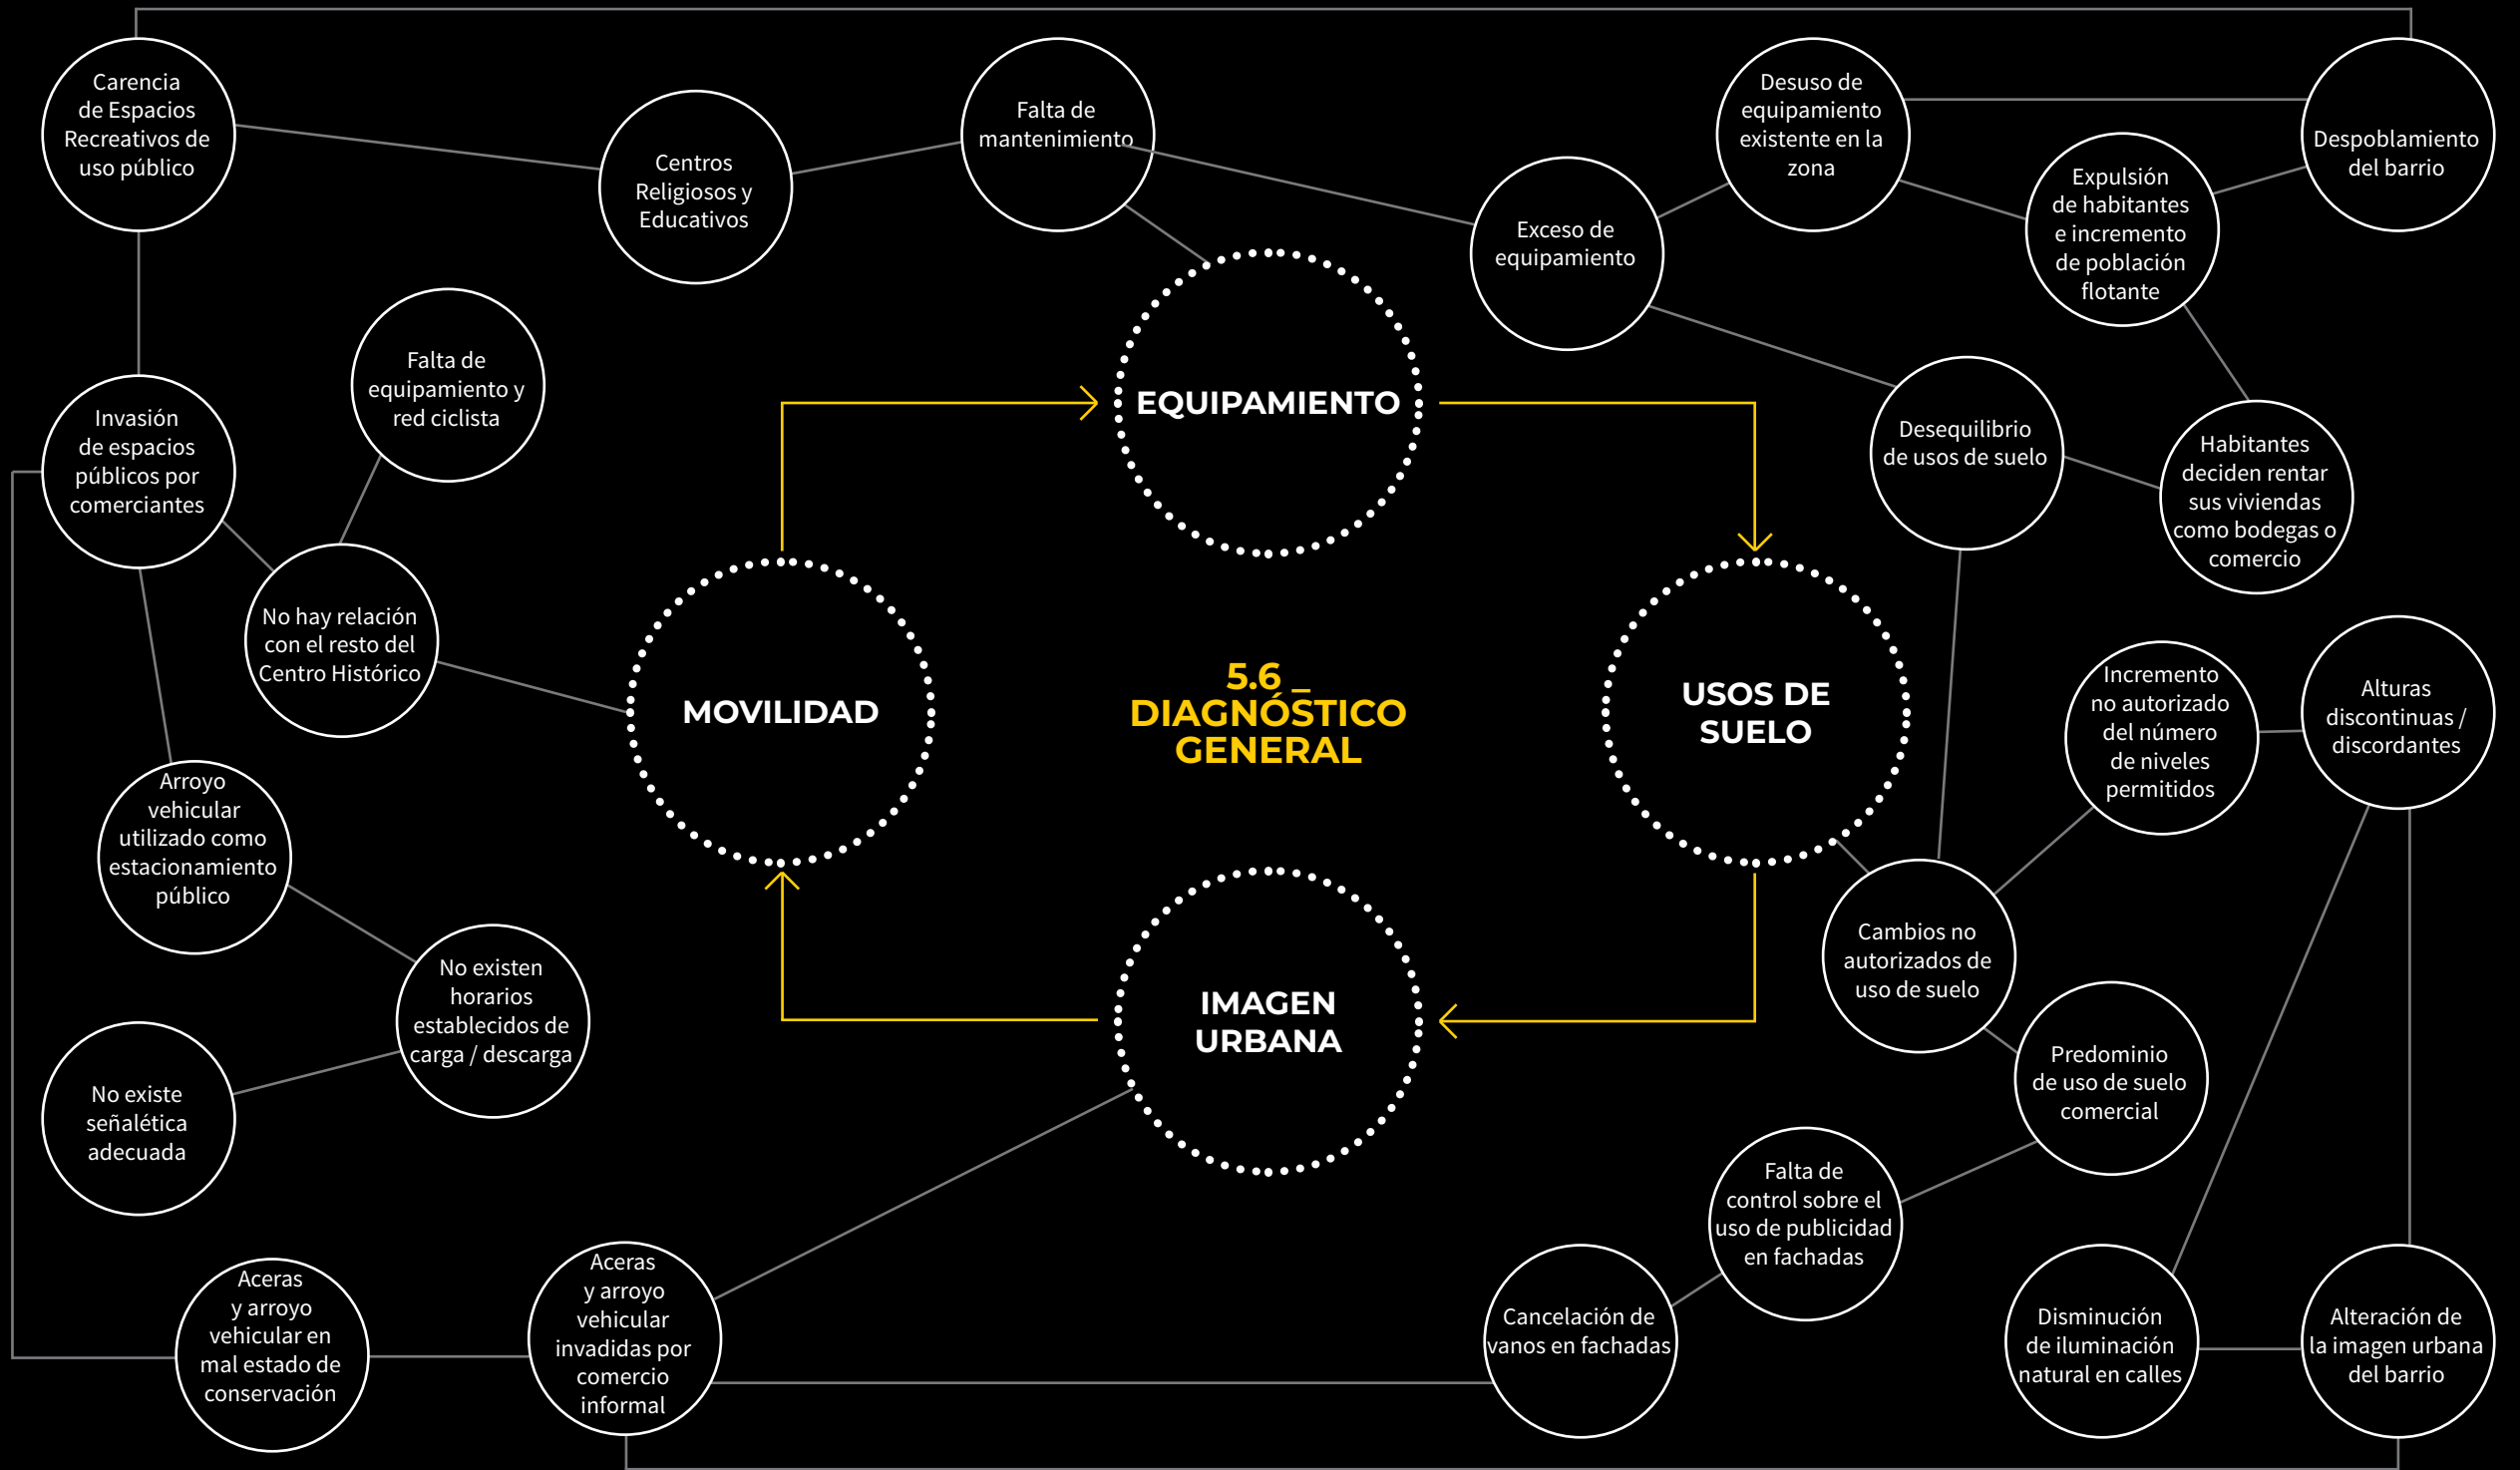 Carencia
de Espacios
Recreativos de
uso público
Centros
Religiosos y
Educativos
Falta de
mantenimiento
Exceso de
equipamiento
Desuso de
equipamiento
existente en la
zona
Expulsión
de habitantes
e incremento
de población
flotante
Despoblamiento
del barrio
Falta de
equipamiento y
red ciclista
Invasión
de espacios
públicos por
comerciantes
EQUIPAMIENTO
Desequilibrio
de usos de suelo
Habitantes
deciden rentar
sus viviendas
como bodegas o
comercio
No hay relación
con el resto del
Centro Histórico
MOVILIDAD
5.6 _
DIAGNÓSTICO
GENERAL
USOS DE
SUELO
Incremento
no autorizado
del número
de niveles
permitidos
Alturas
discontinuas /
discordantes
Arroyo
vehicular
utilizado como
estacionamiento
público
No existen
horarios
establecidos de
carga / descarga
IMAGEN
URBANA
Cambios no
autorizados de
uso de suelo
No existe
señalética
adecuada
Predominio
de uso de suelo
comercial
Falta de
control sobre el
uso de publicidad
en fachadas
Aceras
y arroyo
vehicular en
mal estado de
conservación
Aceras
y arroyo
vehicular
invadidas por
comercio
informal
Cancelación de
vanos en fachadas
Disminución
de iluminación
natural en calles
Alteración de
la imagen urbana
del barrio